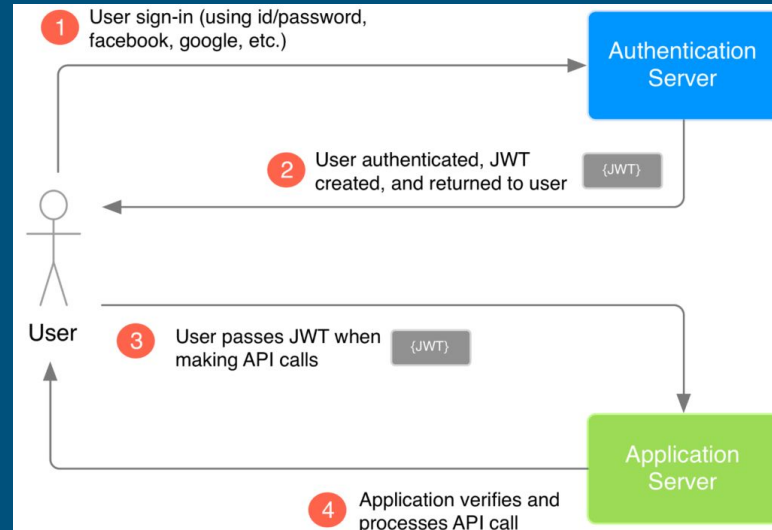 1
User sign-in (using id/password,
facebook, google, etc.)
Authentication
Server
2
User authenticated, JWT
created, and returned to user
{JWT}
User
3
User passes JWT when
making API calls
{JWT}
Application
Server
4
Application verifies and
processes API call